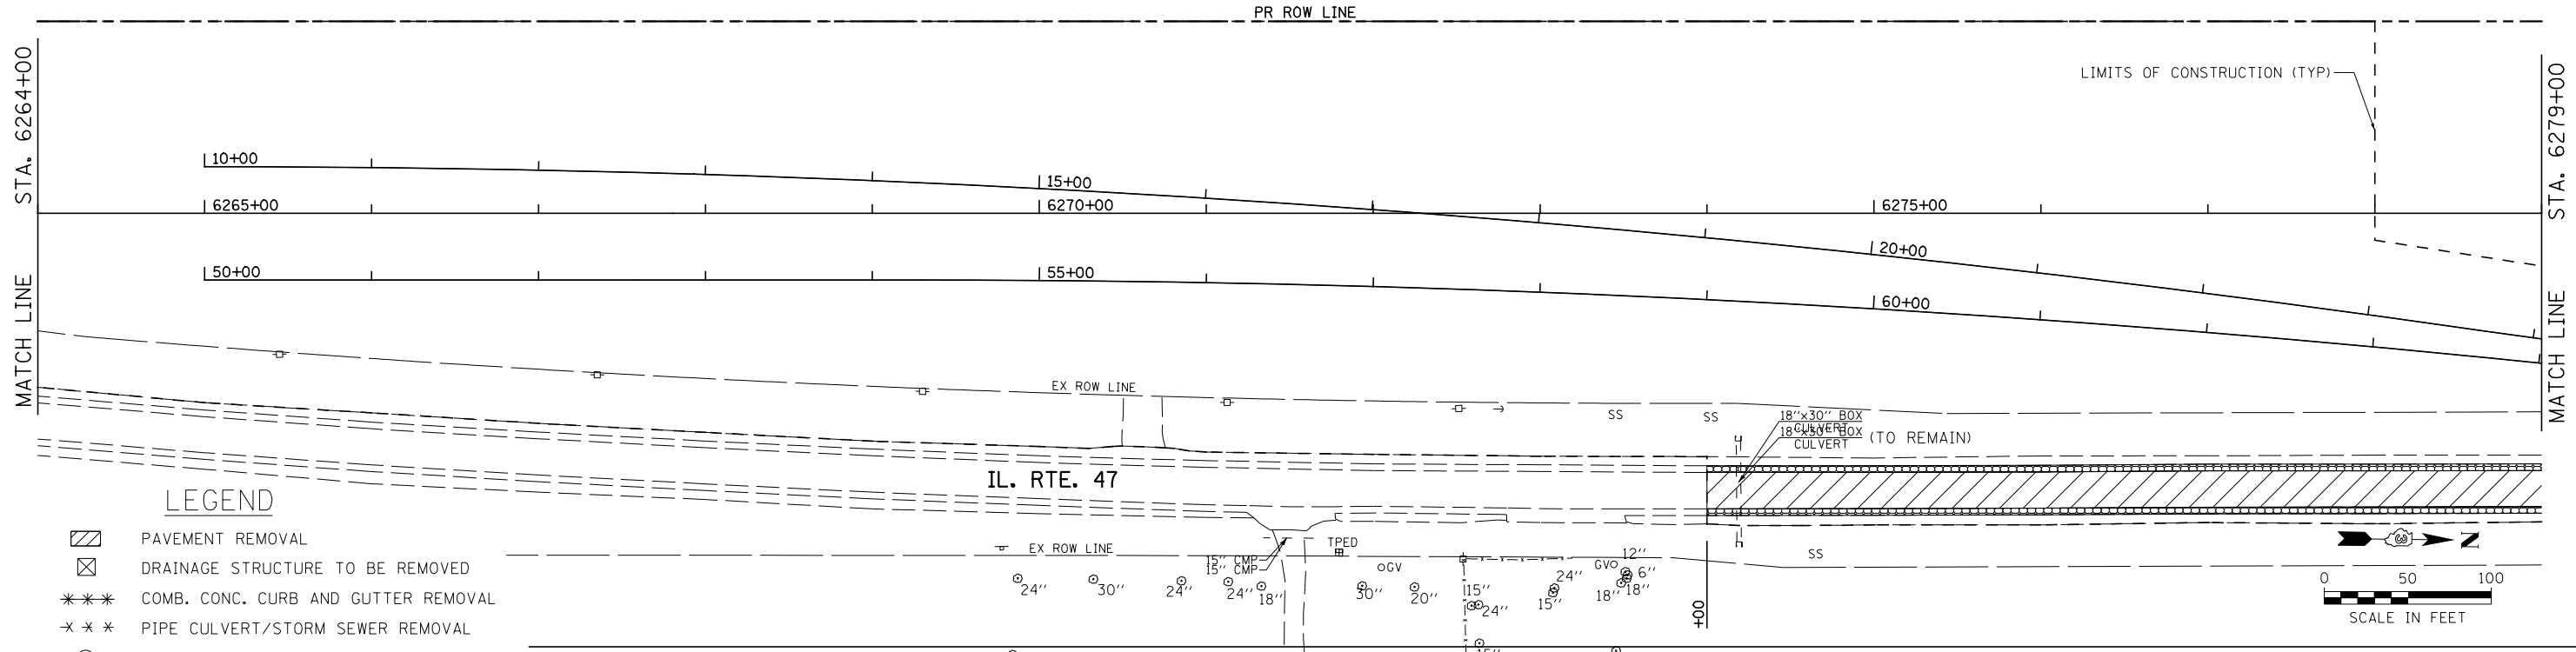 PR ROW LINE
STA. 6264+00
MATCH LINE
LIMITS OF CONSTRUCTION (TYP)
STA. 6279+00
MATCH LINE
10+00
15+00
20+00
6265+00
6270+00
6275+00
50+00
55+00
60+00
EX ROW LINE
SS
SS
18"x30" BOX
CULVERT
18"x30" BOX
CULVERT
(TO REMAIN)
IL. RTE. 47
LEGEND
PAVEMENT REMOVAL
DRAINAGE STRUCTURE TO BE REMOVED
COMB. CONC. CURB AND GUTTER REMOVAL
PIPE CULVERT/STORM SEWER REMOVAL
EX ROW LINE
15" CMP
15" CMP
TPED
GV
GV
SS
24"
30"
24"
24"
18"
30"
20"
15"
24"
24"
15"
12"
6"
18"
18"
+00
N
0 50 100
SCALE IN FEET